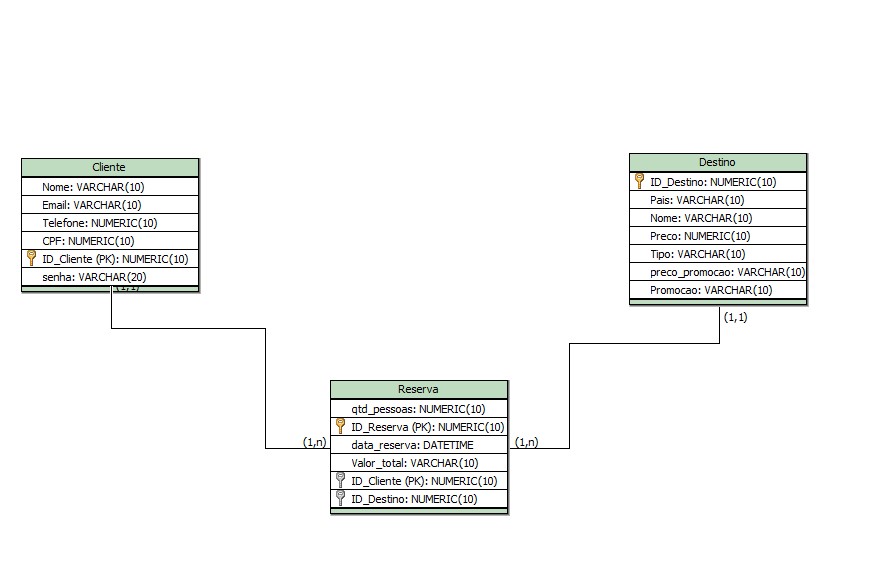 Cliente
Nome: VARCHAR(10)
Email: VARCHAR(10)
Telefone: NUMERIC(10)
CPF: NUMERIC(10)
ID_Cliente (PK): NUMERIC(10)
senha: VARCHAR(20)
(1,1)
Destino
ID_Destino: NUMERIC(10)
Pais: VARCHAR(10)
Nome: VARCHAR(10)
Preco: NUMERIC(10)
Tipo: VARCHAR(10)
preco_promocao: VARCHAR(10)
Promocao: VARCHAR(10)
(1,1)
Reserva
qtd_pessoas: NUMERIC(10)
ID_Reserva (PK): NUMERIC(10)
data_reserva: DATETIME
Valor_total: VARCHAR(10)
ID_Cliente (PK): NUMERIC(10)
ID_Destino: NUMERIC(10)
(1,n)
(1,n)